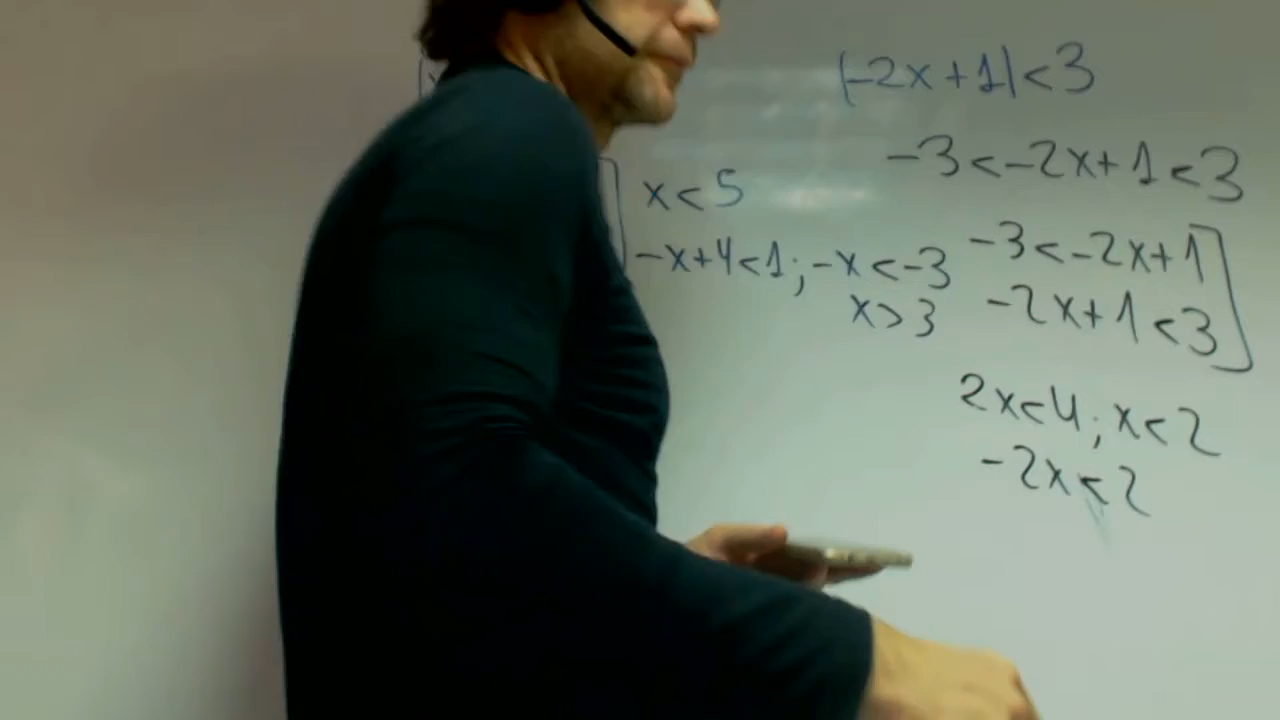 |-2x+1|<3
-3<-2x+1<3
x<5
-x+4<1; -x<-3
x>3
-3<-2x+1
-2x+1<3
2x<4; x<2
-2x<2